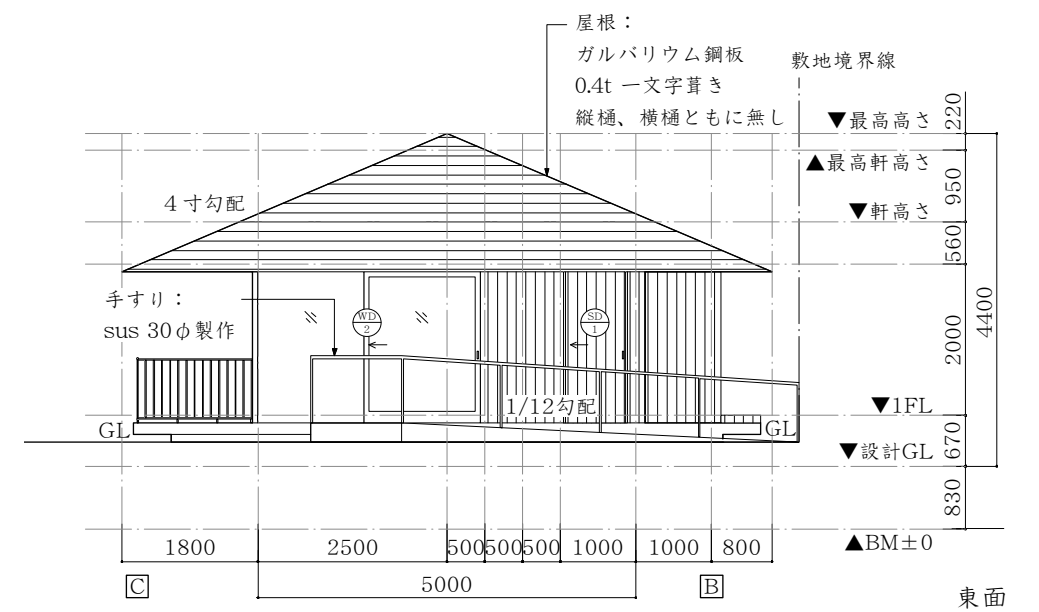 屋根：
ガルバリウム鋼板
0.4t 一文字葺き
縦樋、横樋ともに無し
敷地境界線
▼最高高さ
220
▲最高軒高さ
950
4寸勾配
▼軒高さ
560
手すり：
sus 30φ製作
WD
2
SD
1
2000
4400
1/12勾配
▼1FL
GL
GL
670
▼設計GL
830
▲BM±0
1800
2500
500
500
500
1000
1000
800
C
5000
B
東面